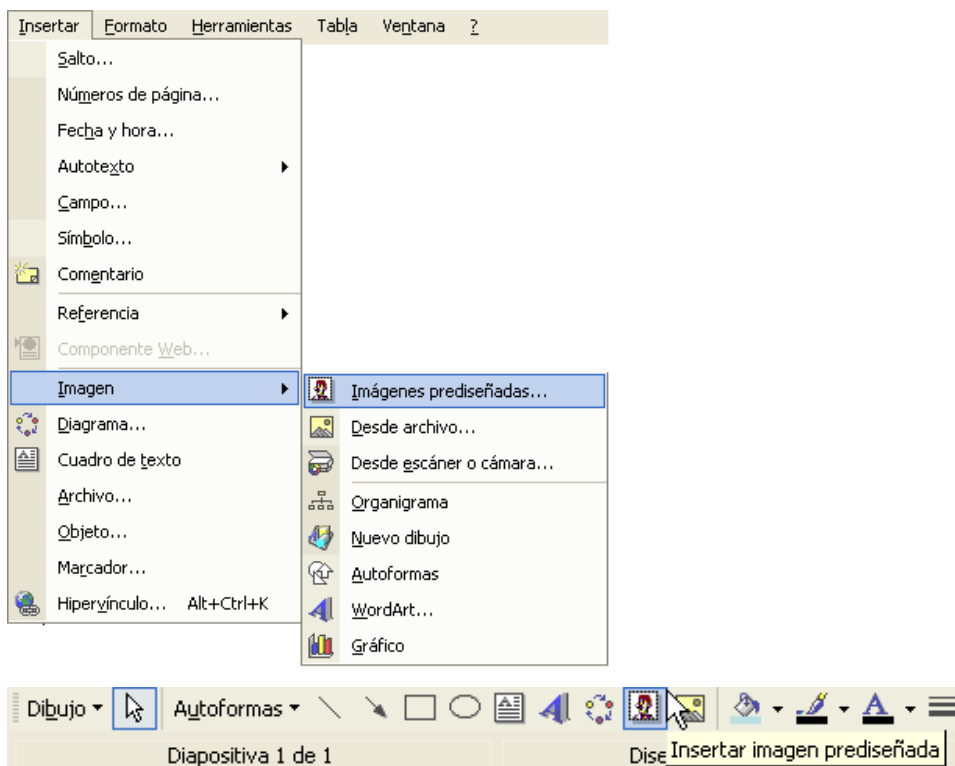 Insertar Formato Herramientas Tabla Ventana ?
Salto...
Números de página...
Fecha y hora...
Autotexto
Campo...
Símbolo...
Comentario
Referencia
Componente Web...
Imagen
Diagrama...
Cuadro de texto
Archivo...
Objeto...
Marcador...
Hipervínculo... Alt+Ctrl+K
Imágenes prediseñadas...
Desde archivo...
Desde escáner o cámara...
Organigrama
Nuevo dibujo
Autoformas
WordArt...
Gráfico
Dibujo Autoformas
Diapositiva 1 de 1 Dise
Insertar imagen prediseñada